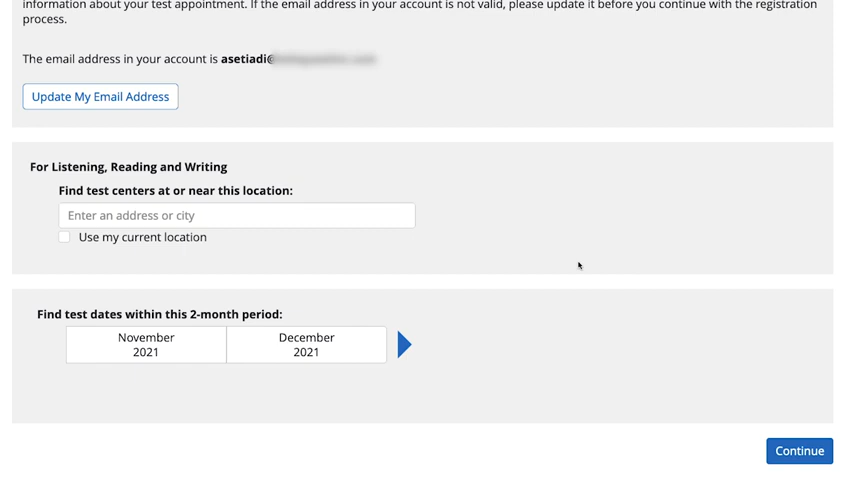 information about your test appointment. If the email address in your account is not valid, please update it before you continue with the registration
process.
The email address in your account is asetiadi@
Update My Email Address
For Listening, Reading and Writing
Find test centers at or near this location:
Enter an address or city
Use my current location
Find test dates within this 2-month period:
November 2021
December 2021
Continue